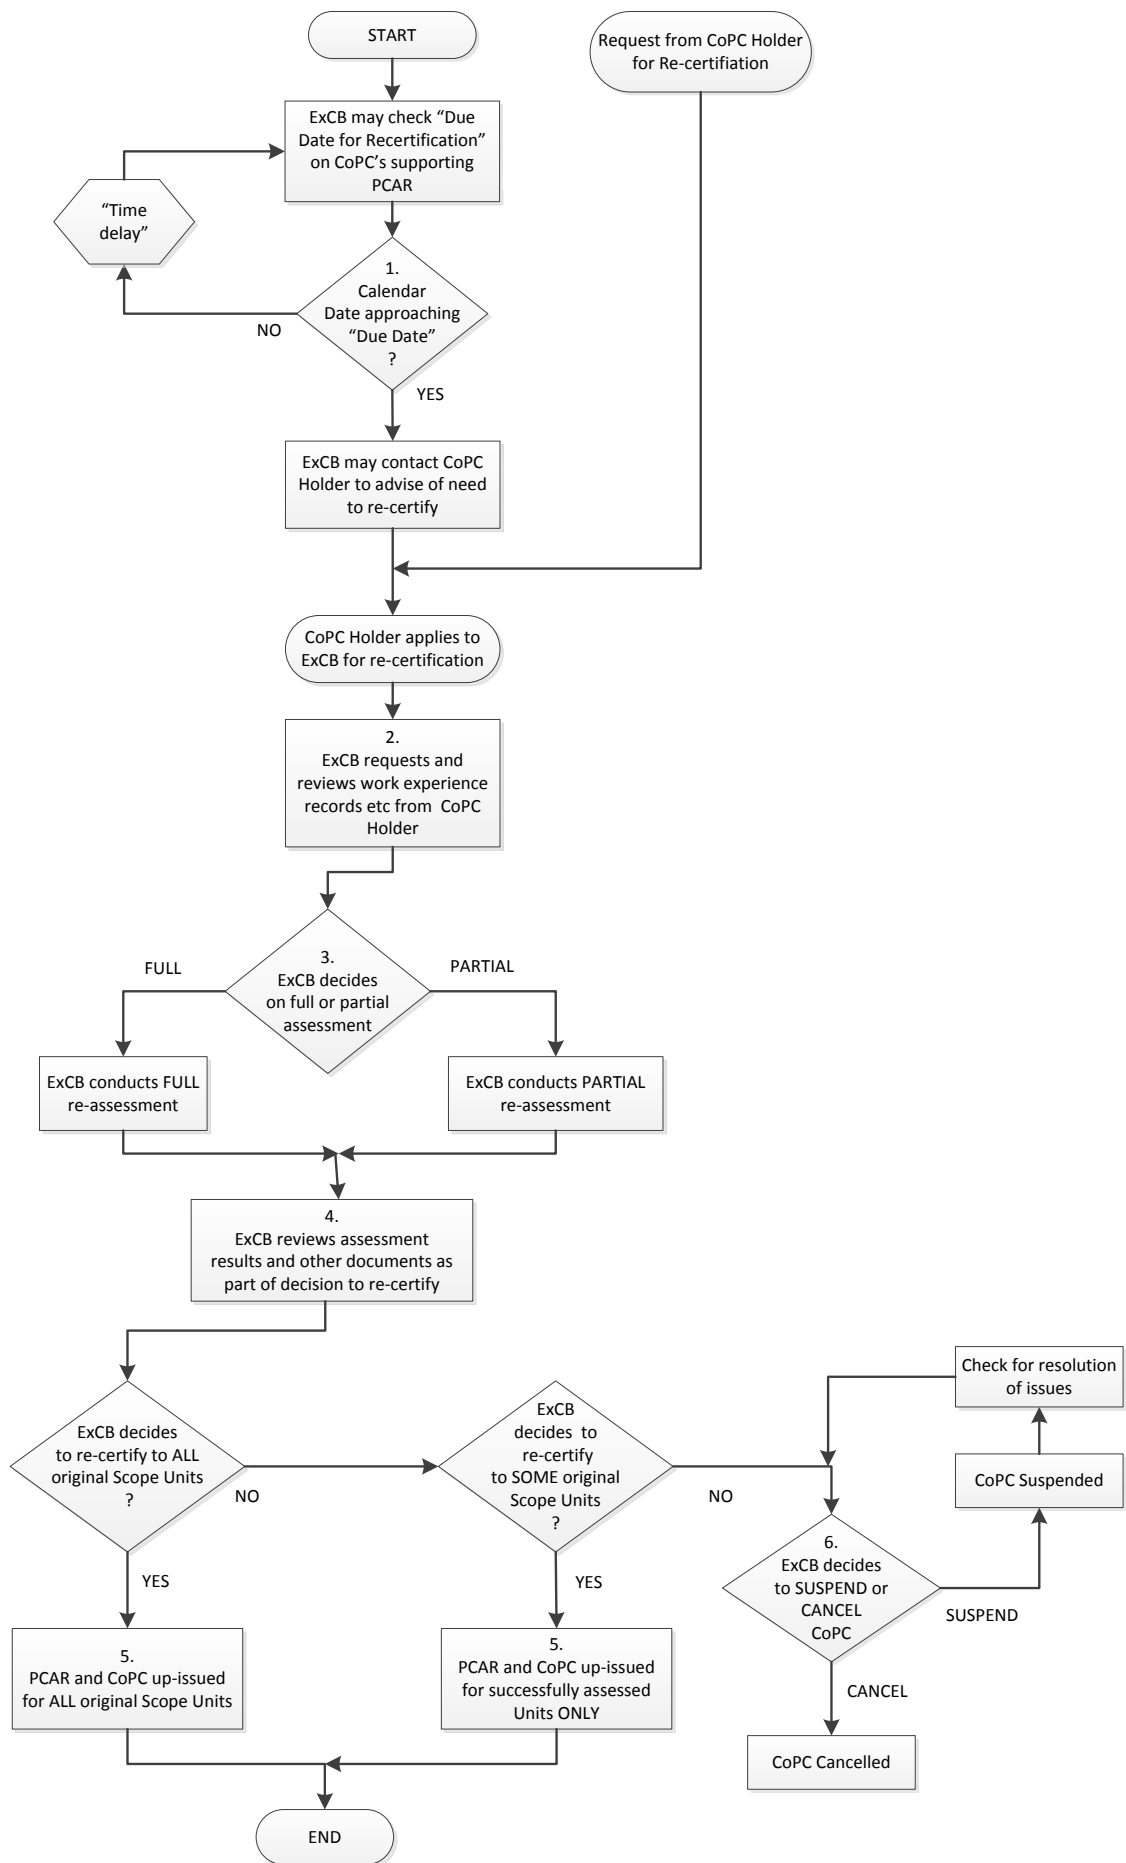 START
Request from CoPC Holder
for Re-certifiation
ExCB may check “Due
Date for Recertification”
on CoPC’s supporting
PCAR
“Time
delay”
1.
Calendar
Date approaching
“Due Date”
?
NO
YES
ExCB may contact CoPC
Holder to advise of need
to re-certify
CoPC Holder applies to
ExCB for re-certification
2.
ExCB requests and
reviews work experience
records etc from  CoPC
Holder
3.
ExCB decides
on full or partial
assessment
FULL
PARTIAL
ExCB conducts FULL
re-assessment
ExCB conducts PARTIAL
re-assessment
4.
ExCB reviews assessment
results and other documents as
part of decision to re-certify
ExCB decides
to re-certify to ALL
original Scope Units
?
NO
YES
ExCB
decides  to
re-certify
to SOME original
Scope Units
?
NO
YES
Check for resolution
of issues
CoPC Suspended
6.
ExCB decides
to SUSPEND or
CANCEL
CoPC
SUSPEND
CANCEL
5.
PCAR and CoPC up-issued
for ALL original Scope Units
5.
PCAR and CoPC up-issued
for successfully assessed
Units ONLY
CoPC Cancelled
END